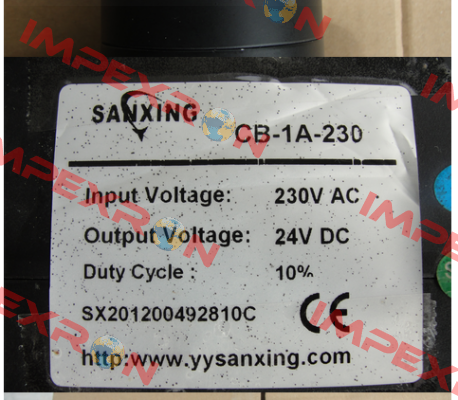 SANXING
CB-1A-230
Input Voltage: 230V AC
Output Voltage: 24V DC
Duty Cycle : 10%
SX201200492810C CE
http:www.yysanxing.com
IMPEXRON